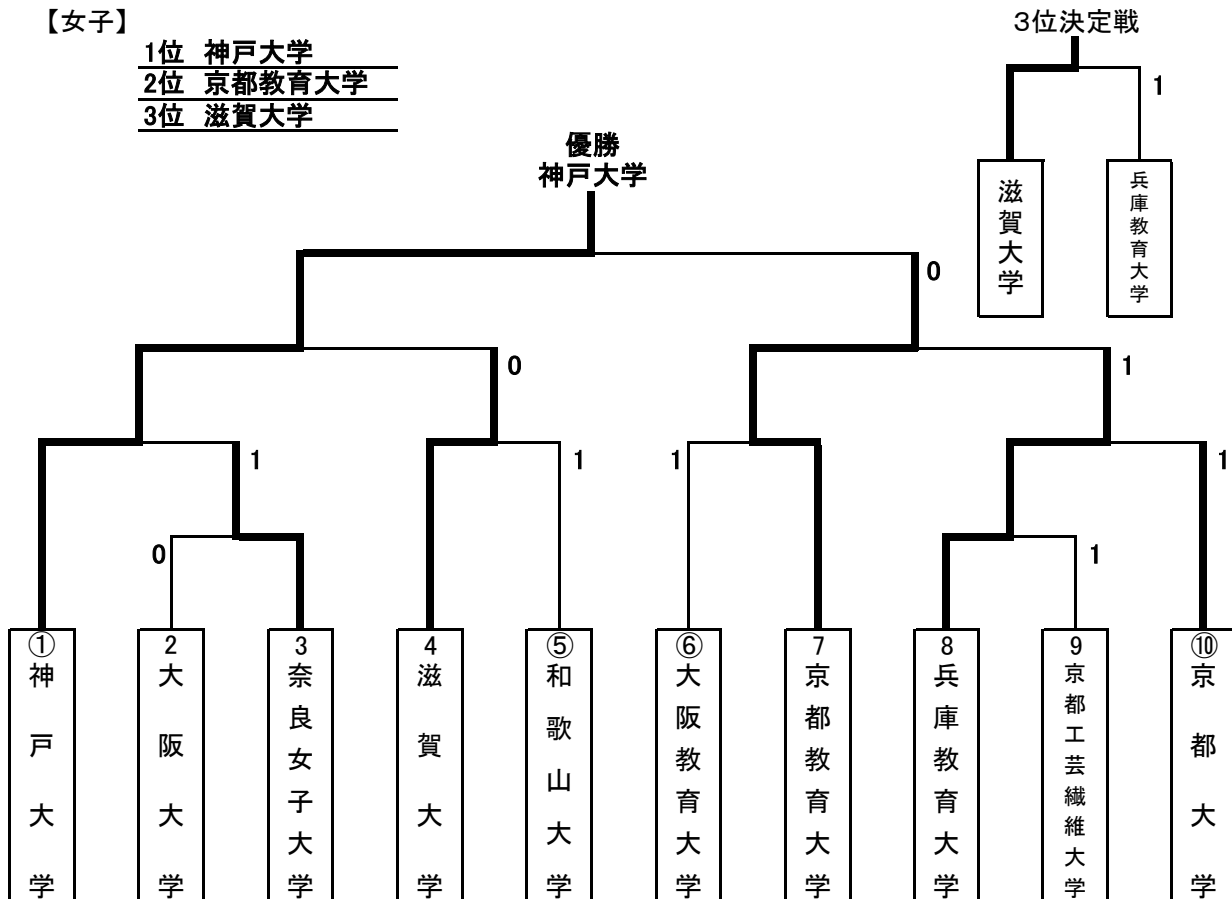 【女子】
1位 神戸大学
2位 京都教育大学
3位 滋賀大学
3位決定戦
1
滋賀大学
兵庫教育大学
優勝
神戸大学
0
0
1
1
1
1
1
0
1
① 神戸大学
2 大阪大学
3 奈良女子大学
4 滋賀大学
⑤ 和歌山大学
⑥ 大阪教育大学
7 京都教育大学
8 兵庫教育大学
9 京都工芸繊維大学
⑩ 京都大学